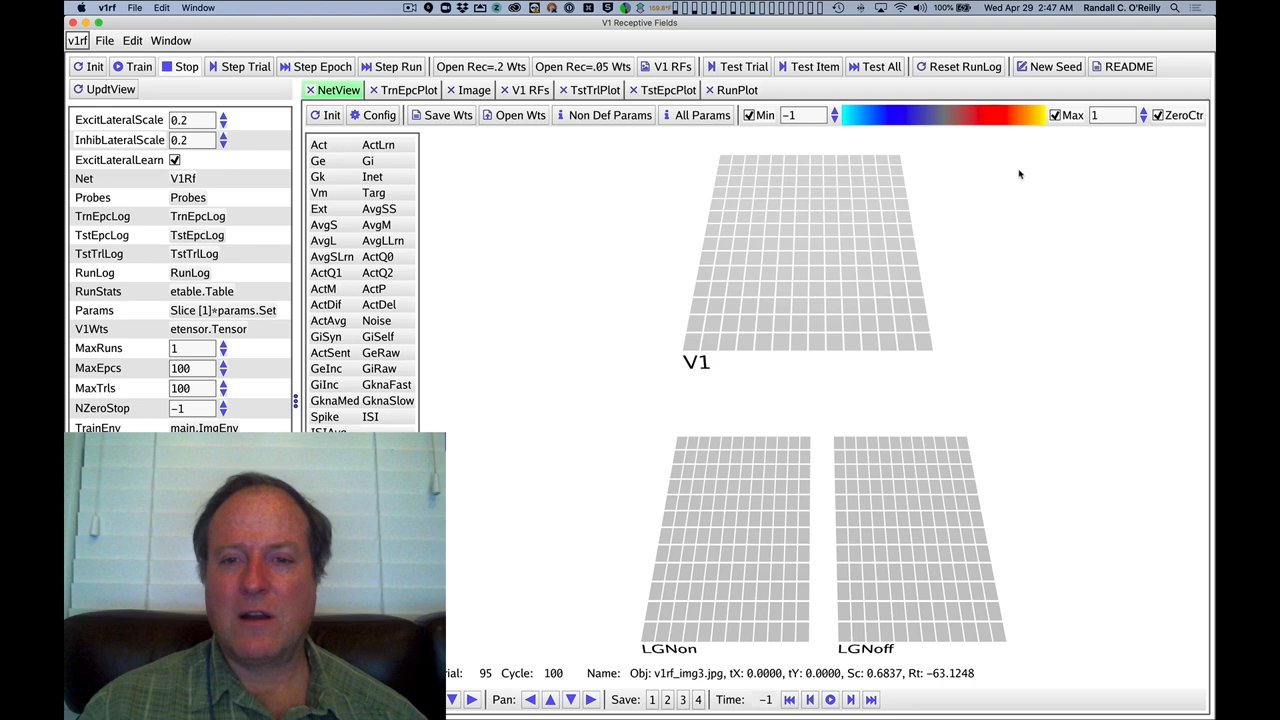 v1rf File Edit Window 159.8°F 100% Wed Apr 29 2:47 AM Randall C. O'Reilly
V1 Receptive Fields
v1rf File Edit Window
Init Train Stop Step Trial Step Epoch Step Run Open Rec=.2 Wts Open Rec=.05 Wts V1 RFs Test Trial Test Item Test All Reset RunLog New Seed README
UpdtView NetView TrnEpcPlot Image V1 RFs TstTrlPlot TstEpcPlot RunPlot
Init Config Save Wts Open Wts Non Def Params All Params Min -1 Max 1 ZeroCtr
ExcitLateralScale 0.2
InhibLateralScale 0.2
ExcitLateralLearn
Net V1Rf
Probes Probes
TrnEpcLog TrnEpcLog
TstEpcLog TstEpcLog
TstTrlLog TstTrlLog
RunLog RunLog
RunStats etable.Table
Params Slice [1]*params.Set
V1Wts etensor.Tensor
MaxRuns 1
MaxEpcs 100
MaxTrls 100
NZeroStop -1
TrainEnv main.ImgEnv
Act ActLrn
Ge Gi
Gk Inet
Vm Targ
Ext AvgSS
AvgS AvgM
AvgL AvgLLrn
AvgSLrn ActQ0
ActQ1 ActQ2
ActM ActP
ActDif ActDel
ActAvg Noise
GiSyn GiSelf
ActSent GeRaw
GeInc GiRaw
GiInc GknaFast
GknaMed GknaSlow
Spike ISI
ISIAvg
V1
LGNon LGNoff
ial: 95 Cycle: 100 Name: Obj: v1rf_img3.jpg, tX: 0.0000, tY: 0.0000, Sc: 0.6837, Rt: -63.1248
Pan: Save: 1 2 3 4 Time: -1